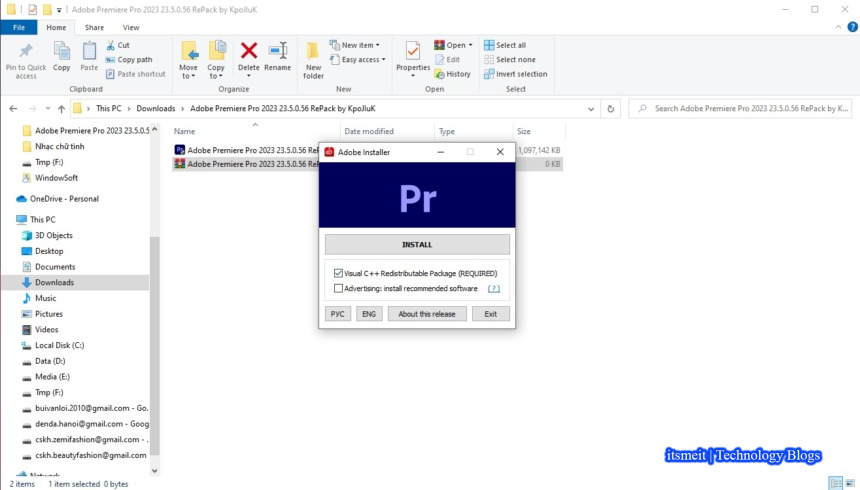 Adobe Premiere Pro 2023 23.5.0.56 RePack by KpoJIuK
File Home Share View
Pin to Quick access
Copy
Paste
Cut
Copy path
Paste shortcut
Clipboard
Move to
Copy to
Delete
Rename
Organize
New folder
New item
Easy access
New
Properties
Open
Edit
History
Open
Select all
Select none
Invert selection
Select
This PC > Downloads > Adobe Premiere Pro 2023 23.5.0.56 RePack by KpoJIuK
Search Adobe Premiere Pro 2023 23.5.0.56 RePack by K...
Name Date modified Type Size
Adobe Premiere Pro 2023 23.5.0.56 ReP 1,097,142 KB
Adobe Premiere Pro 2023 23.5.0.56 ReP 0 KB
Adobe Premiere Pro 2023 23.5.0.5
Nhạc chữ tình
Tmp (F:)
WindowSoft
OneDrive - Personal
This PC
3D Objects
Desktop
Documents
Downloads
Music
Pictures
Videos
Local Disk (C:)
Data (D:)
Media (E:)
Tmp (F:)
buivanloi.2010@gmail.com - Go.
denda.hanoi@gmail.com - Goog
cskh.zemifashion@gmail.com - .
cskh.beautyfashion@gmail.com
Network
Adobe Installer
Pr
INSTALL
Visual C++ Redistributable Package (REQUIRED)
Advertising: install recommended software (?)
РУС ENG About this release Exit
itsmeit | Technology Blogs
2 items 1 item selected 0 bytes